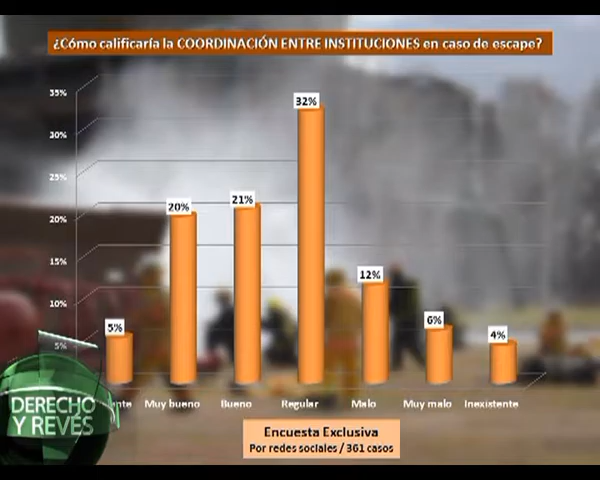 ¿Cómo calificaría la COORDINACIÓN ENTRE INSTITUCIONES en caso de escape?
35%
30%
25%
20%
15%
10%
5%
5%
20%
21%
32%
12%
6%
4%
Muy bueno Bueno Regular Malo Muy malo Inexistente
DERECHO
Y REVÉS
Encuesta Exclusiva
Por redes sociales / 361 casos